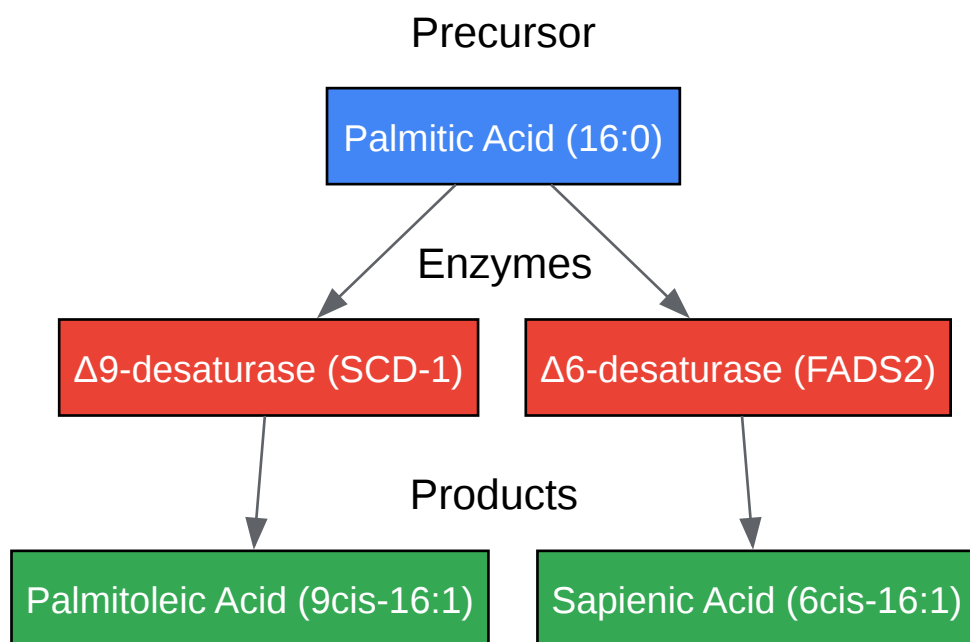 Precursor
Palmitic Acid (16:0)
Enzymes
Δ9-desaturase (SCD-1)
Δ6-desaturase (FADS2)
Products
Palmitoleic Acid (9cis-16:1)
Sapienic Acid (6cis-16:1)